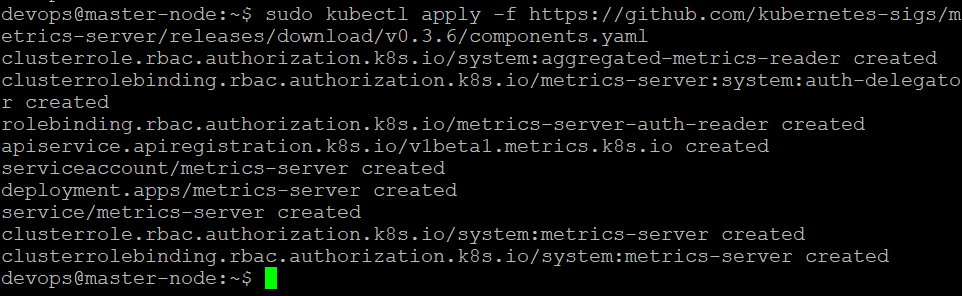 devops@master-node:~$ sudo kubectl apply -f https://github.com/kubernetes-sigs/m
etrics-server/releases/download/v0.3.6/components.yaml
clusterrole.rbac.authorization.k8s.io/system:aggregated-metrics-reader created
clusterrolebinding.rbac.authorization.k8s.io/metrics-server:system:auth-delegato
r created
rolebinding.rbac.authorization.k8s.io/metrics-server-auth-reader created
apiservice.apiregistration.k8s.io/v1beta1.metrics.k8s.io created
serviceaccount/metrics-server created
deployment.apps/metrics-server created
service/metrics-server created
clusterrole.rbac.authorization.k8s.io/system:metrics-server created
clusterrolebinding.rbac.authorization.k8s.io/system:metrics-server created
devops@master-node:~$